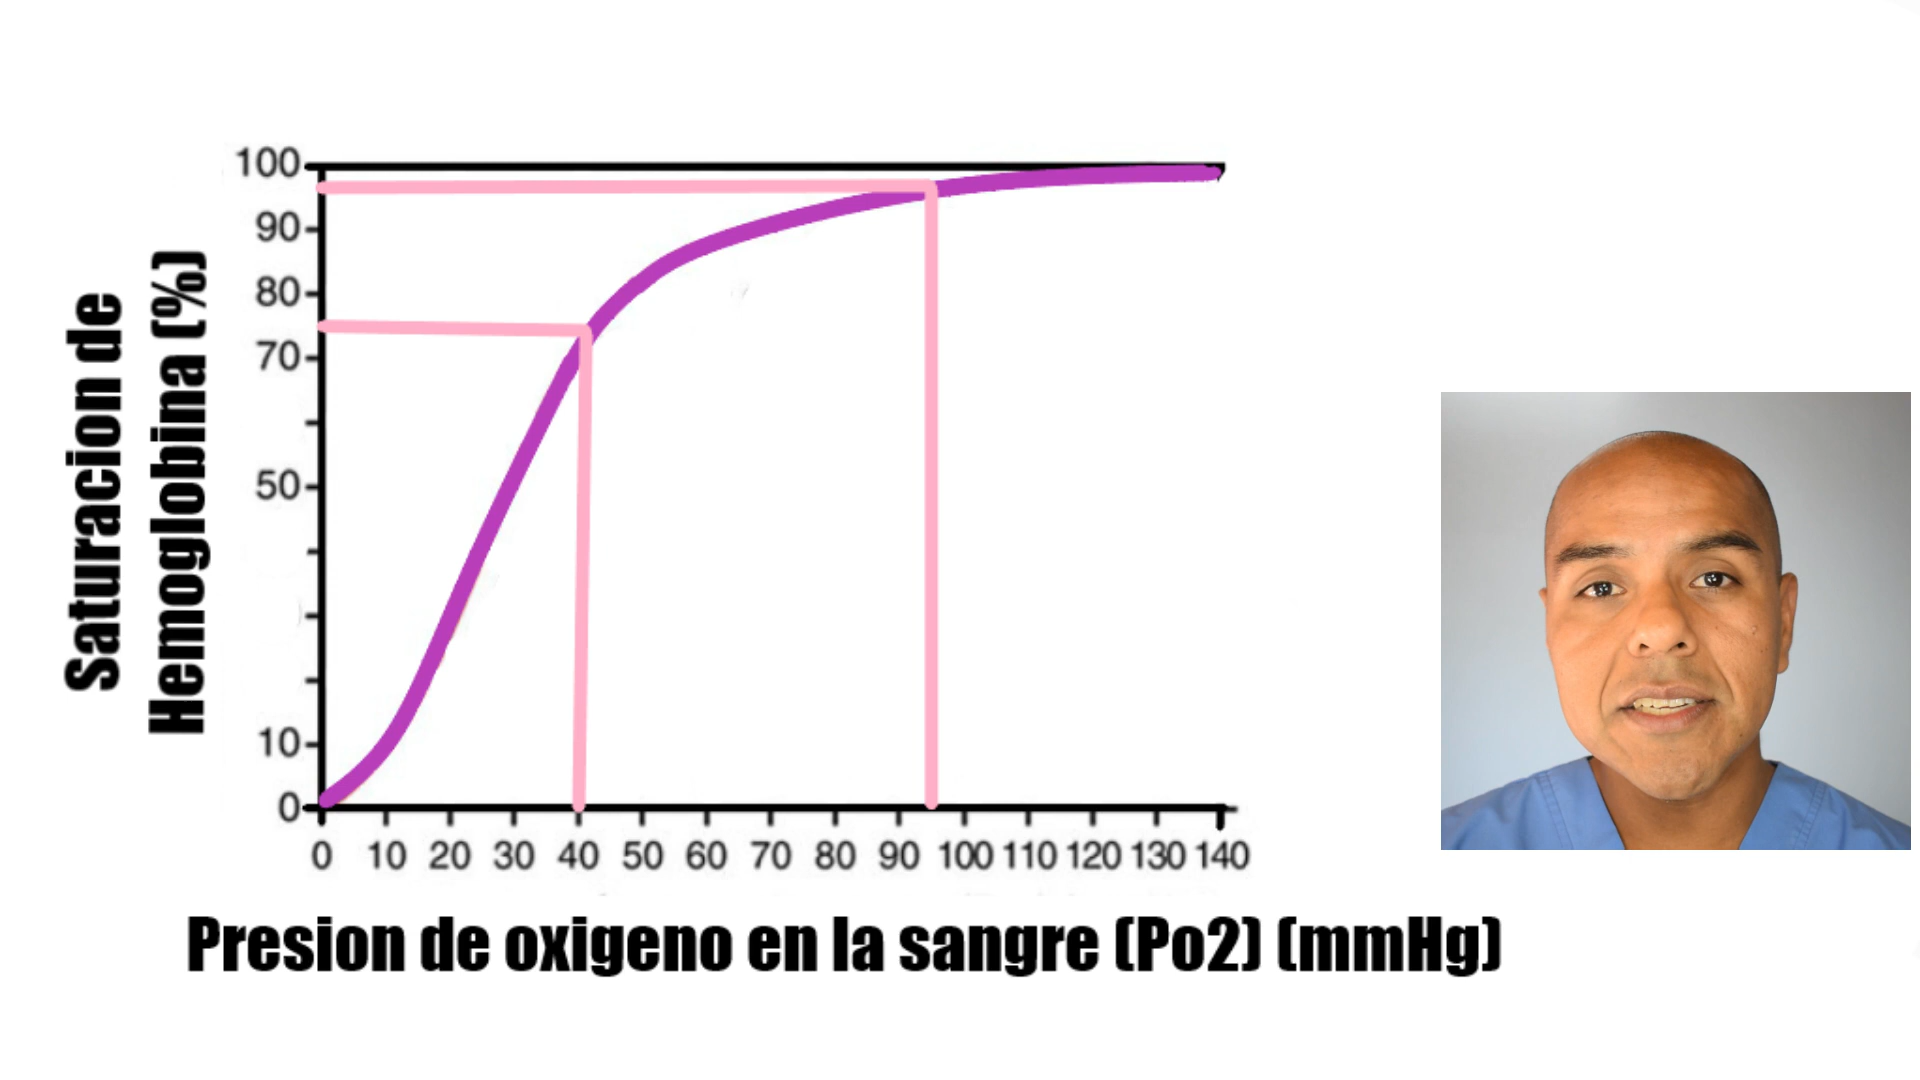 Saturacion de
Hemoglobina (%)
100
90
80
70
50
10
0
0 10 20 30 40 50 60 70 80 90 100 110 120 130 140
Presion de oxigeno en la sangre (Po2) (mmHg)